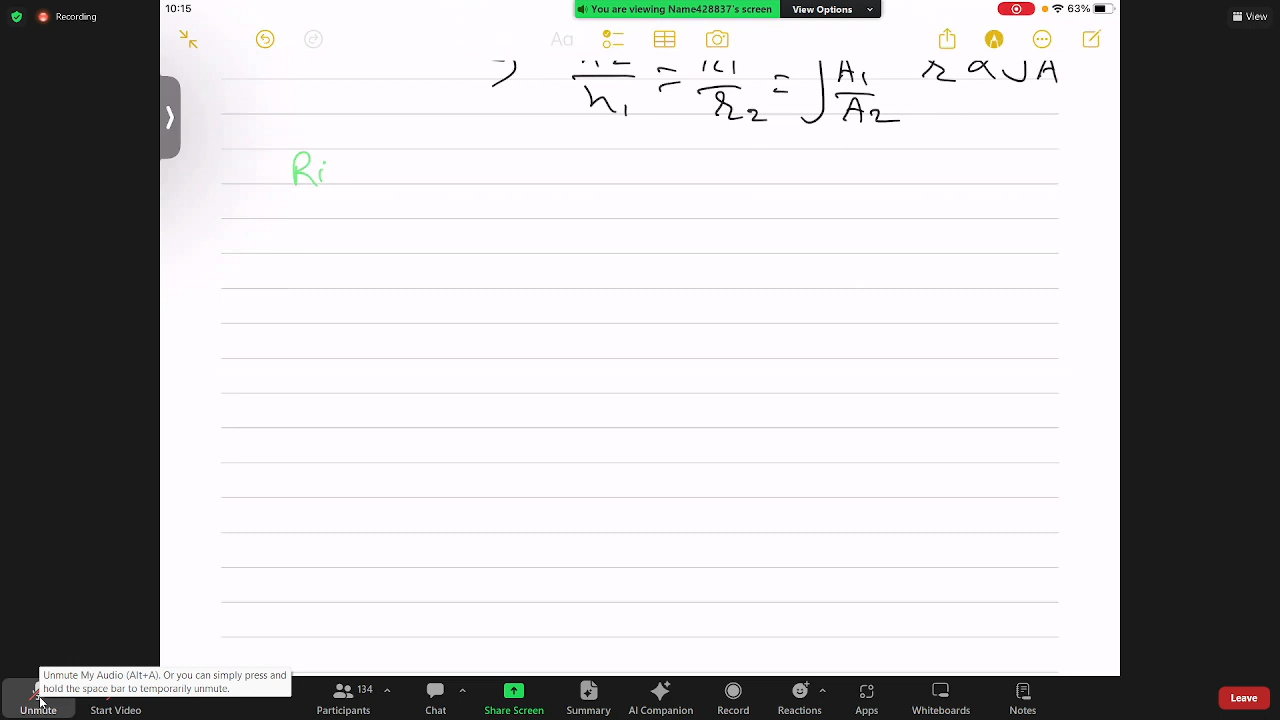 10:15
You are viewing Name428837's screen
View Options
63%
Recording
View
Aa
h1 = r2 = √ A1 / A2 r ∝ √A
Ri
Unmute My Audio (Alt+A). Or you can simply press and
hold the space bar to temporarily unmute.
134
Unmute
Start Video
Participants
Chat
Share Screen
Summary
AI Companion
Record
Reactions
Apps
Whiteboards
Notes
Leave